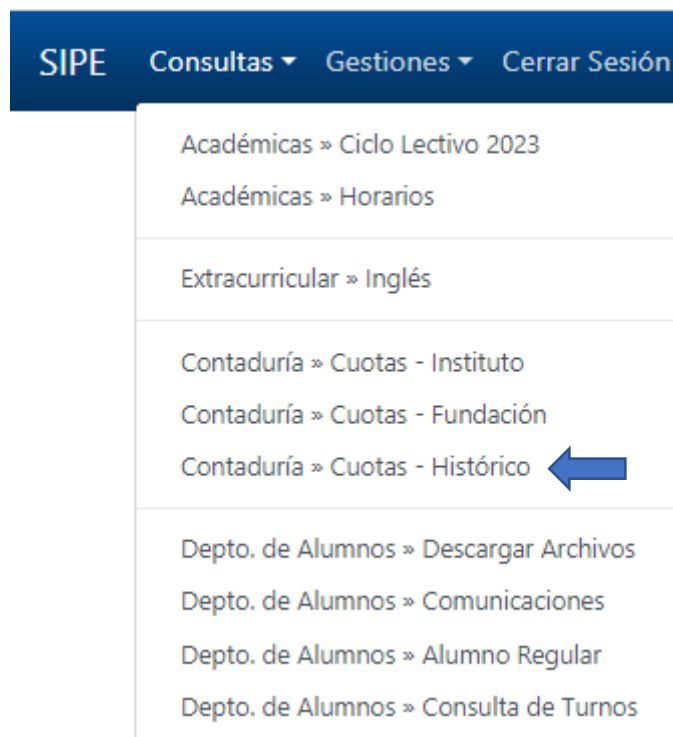 SIPE Consultas Gestiones Cerrar Sesión
Académicas » Ciclo Lectivo 2023
Académicas » Horarios
Extracurricular » Inglés
Contaduría » Cuotas - Instituto
Contaduría » Cuotas - Fundación
Contaduría » Cuotas - Histórico
Depto. de Alumnos » Descargar Archivos
Depto. de Alumnos » Comunicaciones
Depto. de Alumnos » Alumno Regular
Depto. de Alumnos » Consulta de Turnos